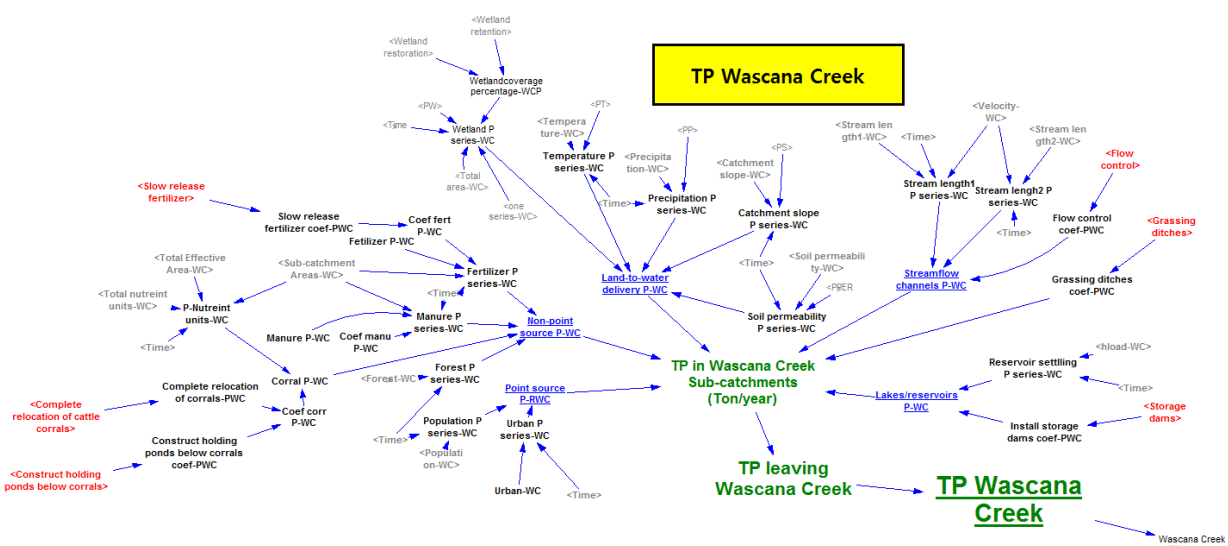 TP Wascana Creek
<Wetland
retention>
<Wetland
restoration>
Wetlandcoverage
percentage-WCP
<PW>
<Time
Wetland P
series-WC
<Total
area-WC>
<one
series-WC>
<PT>
<Tempera
ture-WC>
Temperature P
series-WC
<PP>
<Precipita
tion-WC>
<Time>
Precipitation P
series-WC
<PS>
<Catchment
slope-WC>
Catchment slope
P series-WC
<Time>
<Soil permeabili
ty-WC>
<PPER
Soil permeability
P series-WC
<Stream len
gth1-WC>
<Time>
<Velocity-
WC>
<Stream len
gth2-WC>
Stream length1
P series-WC
Stream lengh2 P
series-WC
<Time>
<Flow
control>
Flow control
coef-PWC
<Grassing
ditches>
Grassing ditches
coef-PWC
<Slow release
fertilizer>
Slow release
fertilizer coef-PWC
Coef fert
P-WC
Fetilizer P-WC
<Total Effective
Area-WC>
<Sub-catchment
Areas-WC>
Fertilizer P
series-WC
<Total nutreint
units-WC>
P-Nutreint
units-WC
<Time>
<Time>
Manure P
series-WC
Manure P-WC
Coef manu
P-WC
Land-to-water
delivery P-WC
Streamflow
channels P-WC
Non-point
source P-WC
Corral P-WC
<Forest-WC
Forest P
series-WC
Complete relocation
of corrals-PWC
<Complete
relocation of cattle
corrals>
Coef corr
P-WC
Construct holding
ponds below corrals
coef-PWC
<Construct holding
ponds below corrals>
Point source
P-RWC
<Time>
Population P
series-WC
Urban P
series-WC
<Populati
on-WC>
Urban-WC
<Time>
TP in Wascana Creek
Sub-catchments
(Ton/year)
<hload-WC>
Reservoir settlling
P series-WC
<Time>
Lakes/reservoirs
P-WC
<Storage
dams>
Install storage
dams coef-PWC
TP leaving
Wascana Creek
TP Wascana
Creek
Wascana Creek